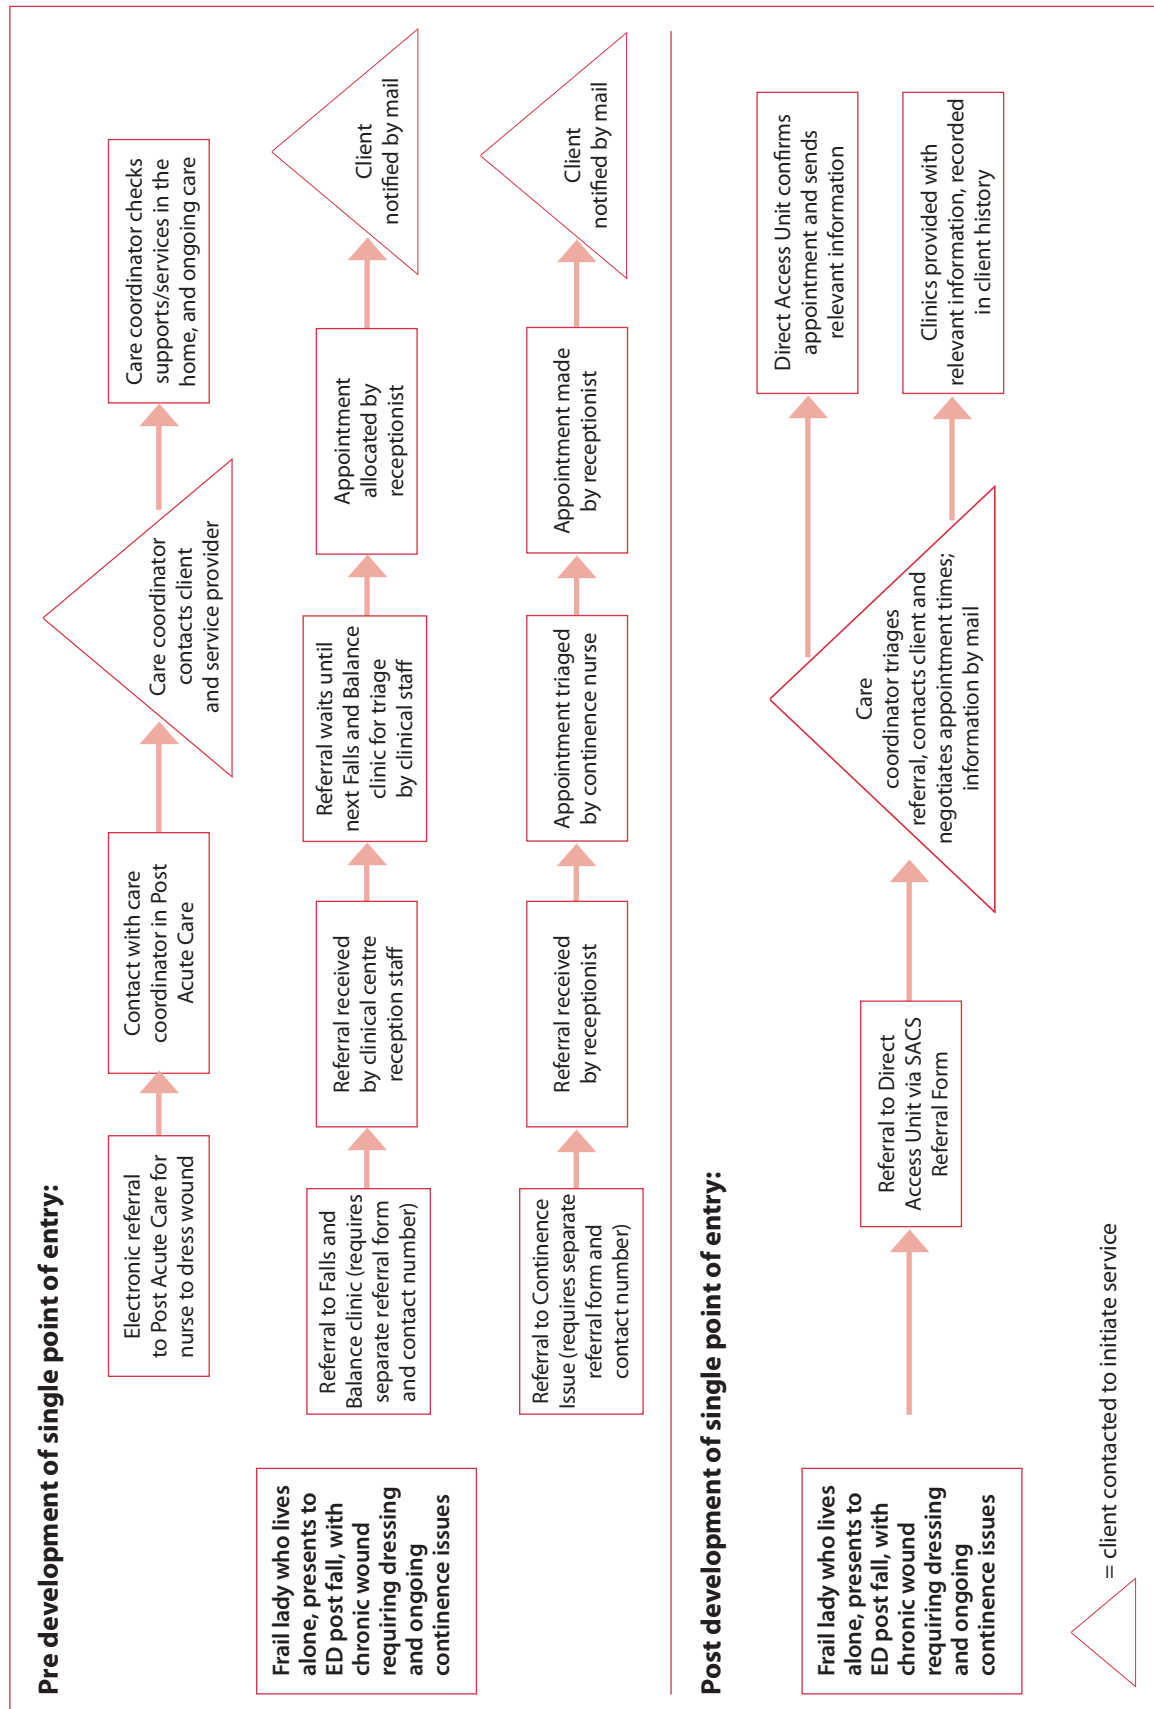 Pre development of single point of entry:
Frail lady who lives
alone, presents to
ED post fall, with
chronic wound
requiring dressing
and ongoing
continence issues
Electronic referral
to Post Acute Care for
nurse to dress wound
Contact with care
coordinator in Post
Acute Care
Care coordinator
contacts client
and service provider
Care coordinator checks
supports/services in the
home, and ongoing care
Referral to Falls and
Balance clinic (requires
separate referral form
and contact number)
Referral received
by clinical centre
reception staff
Referral waits until
next Falls and Balance
clinic for triage
by clinical staff
Appointment
allocated by
receptionist
Client
notified by mail
Referral to Continence
Issue (requires separate
referral form and
contact number)
Referral received
by receptionist
Appointment triaged
by continence nurse
Appointment made
by receptionist
Client
notified by mail
Post development of single point of entry:
Frail lady who lives
alone, presents to
ED post fall, with
chronic wound
requiring dressing
and ongoing
continence issues
Referral to Direct
Access Unit via SACS
Referral Form
Care
coordinator triages
referral, contacts client and
negotiates appointment times;
information by mail
Direct Access Unit confirms
appointment and sends
relevant information
Clinics provided with
relevant information, recorded
in client history
= client contacted to initiate service